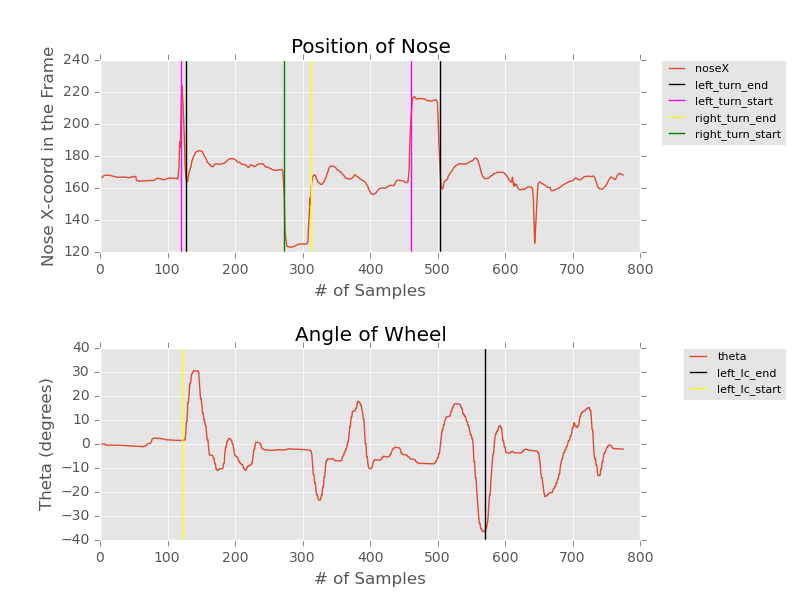 Position of Nose
Nose X-coord in the Frame
240
220
200
180
160
140
120
0 100 200 300 400 500 600 700 800
# of Samples
noseX
left_turn_end
left_turn_start
right_turn_end
right_turn_start
Angle of Wheel
Theta (degrees)
40
30
20
10
0
−10
−20
−30
−40
0 100 200 300 400 500 600 700 800
# of Samples
theta
left_lc_end
left_lc_start